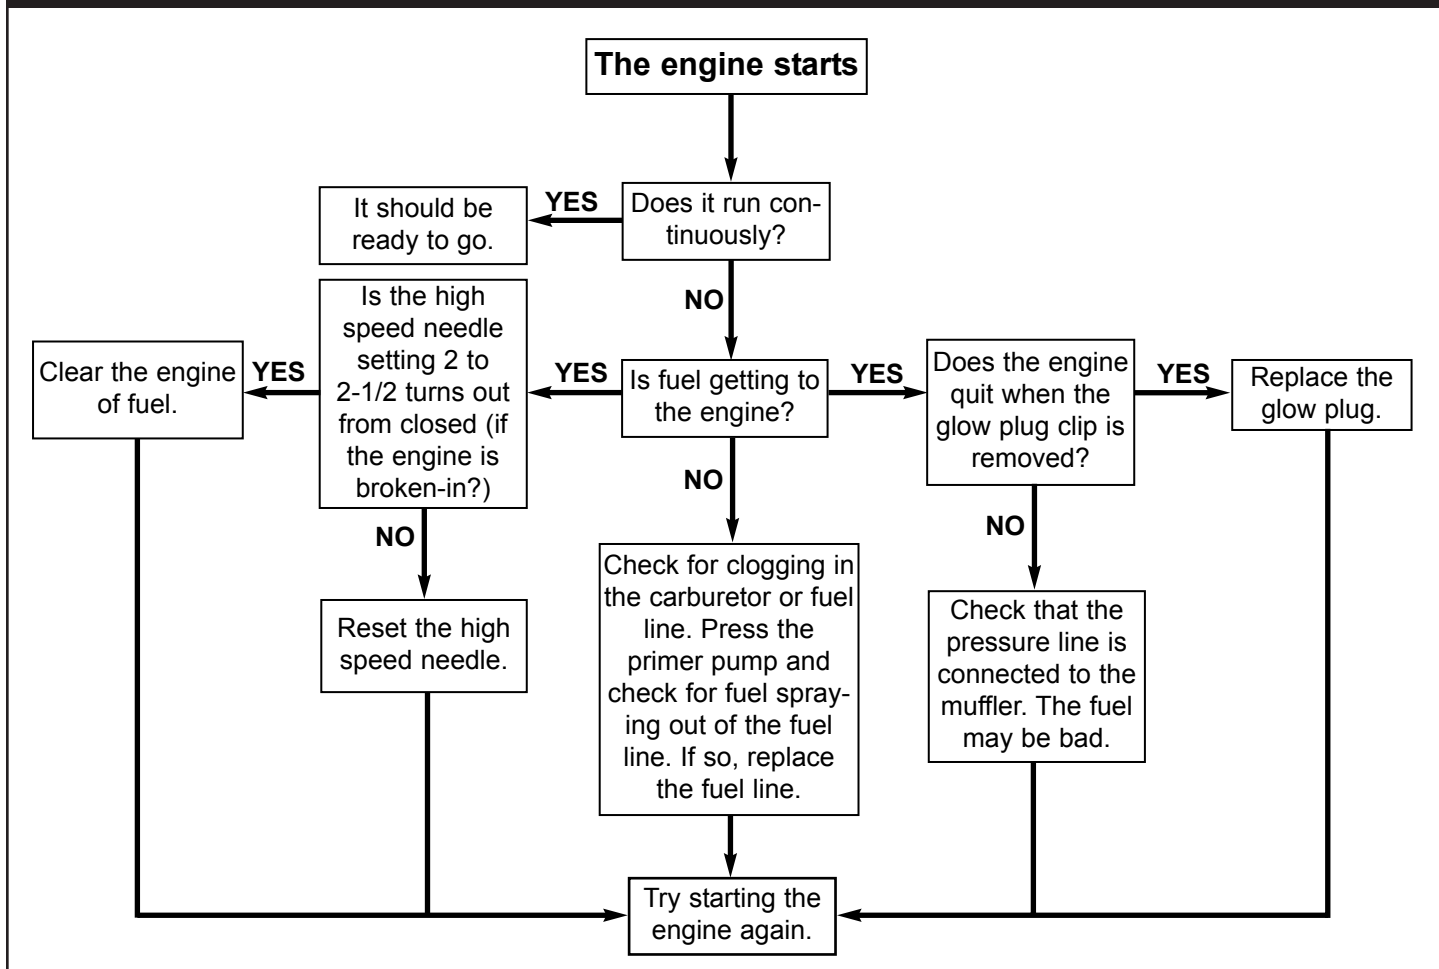 The engine starts
Does it run con-
tinuously?
YES
It should be
ready to go.
NO
Is fuel getting to
the engine?
YES
Is the high
speed needle
setting 2 to
2-1/2 turns out
from closed (if
the engine is
broken-in?)
YES
Clear the engine
of fuel.
NO
Reset the high
speed needle.
NO
Check for clogging in
the carburetor or fuel
line. Press the
primer pump and
check for fuel spray-
ing out of the fuel
line. If so, replace
the fuel line.
YES
Does the engine
quit when the
glow plug clip is
removed?
YES
Replace the
glow plug.
NO
Check that the
pressure line is
connected to the
muffler. The fuel
may be bad.
Try starting the
engine again.